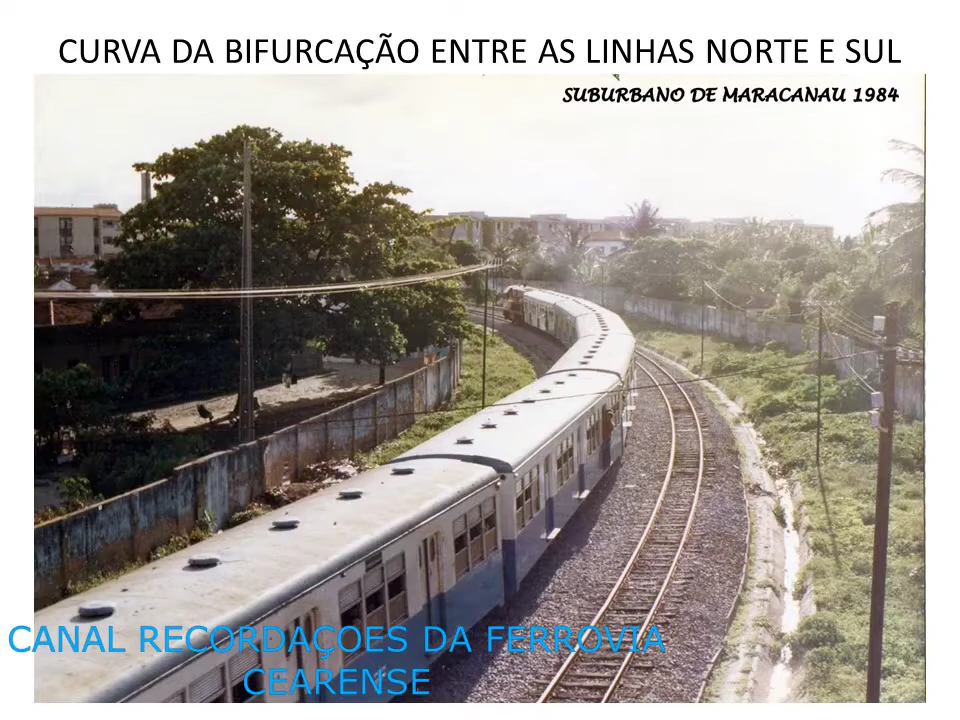 CURVA DA BIFURCAÇÃO ENTRE AS LINHAS NORTE E SUL
SUBURBANO DE MARACANAU 1984
CANAL RECORDAÇOES DA FERROVIA
CEARENSE